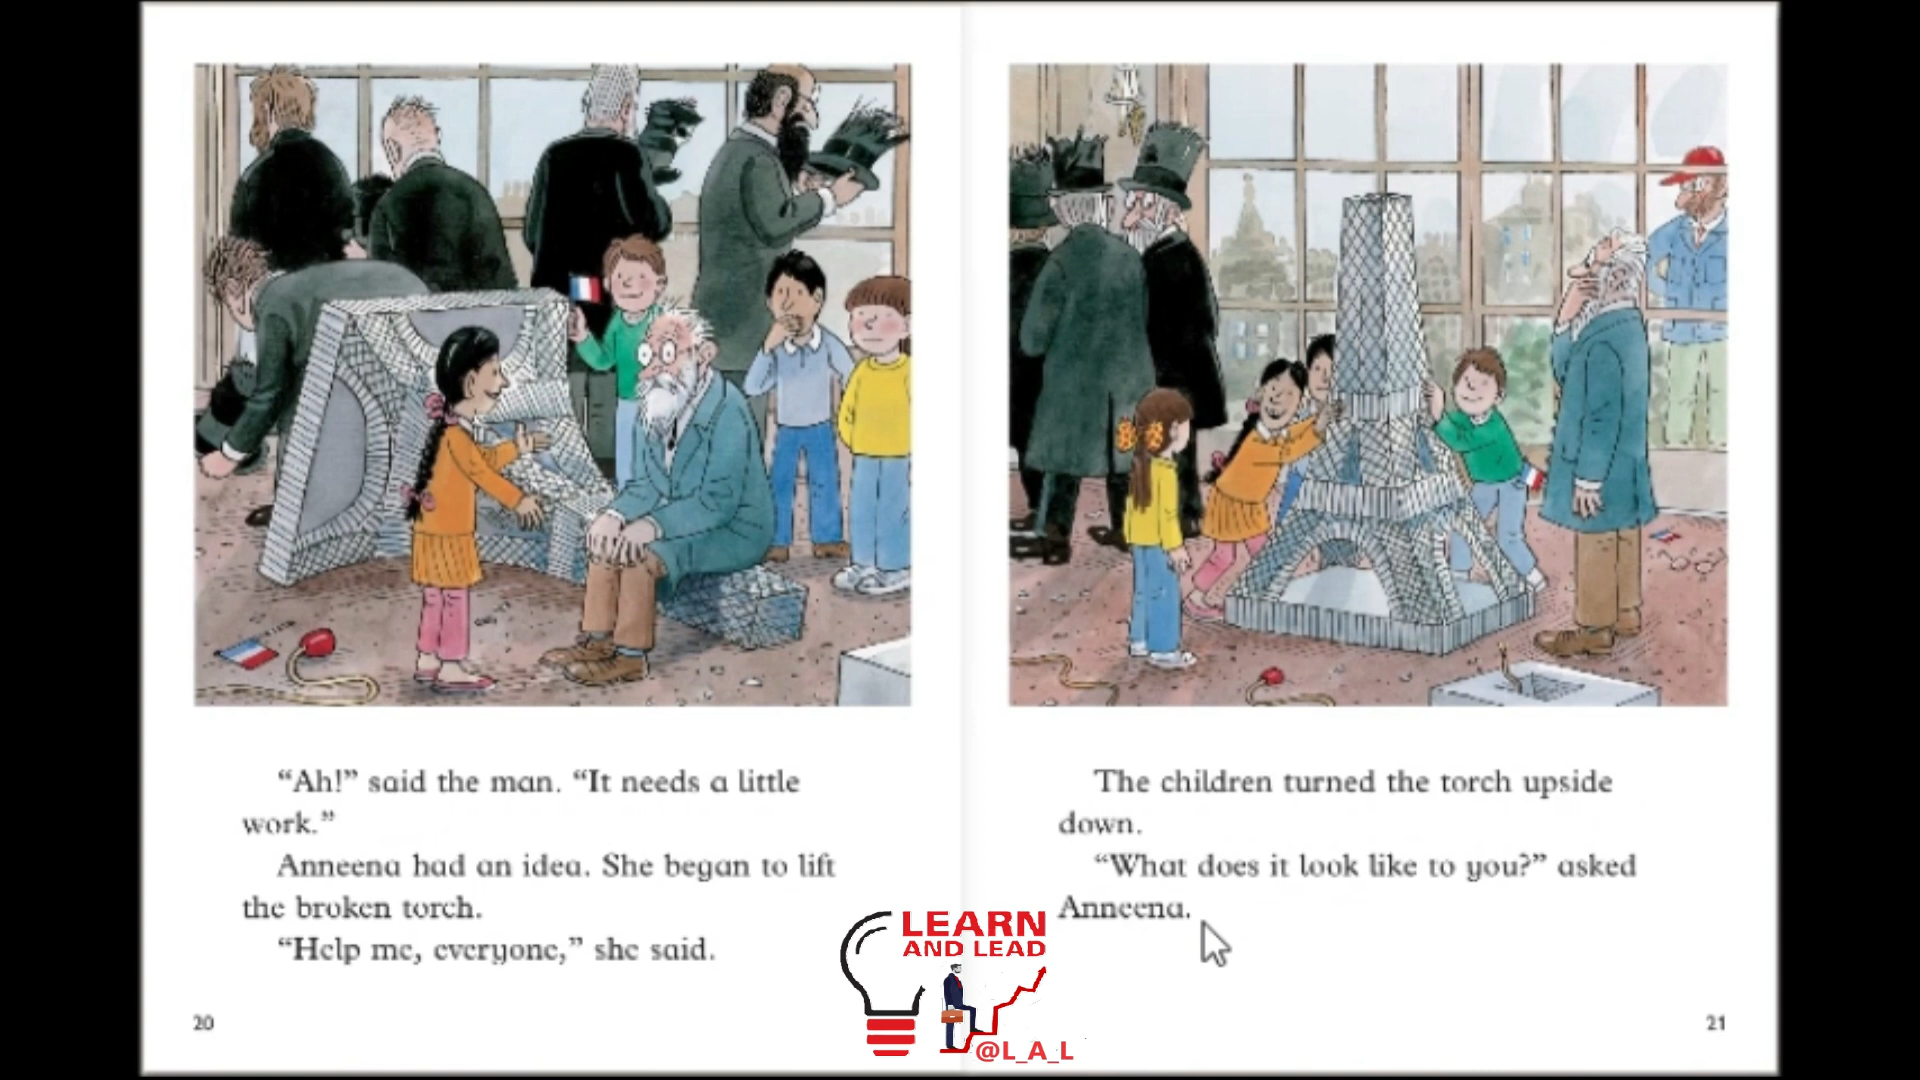 “Ah!” said the man. “It needs a little
work.”
Anneena had an idea. She began to lift
the broken torch.
“Help me, everyone,” she said.
20
The children turned the torch upside
down.
“What does it look like to you?” asked
Anneena.
21
LEARN
AND LEAD
@L_A_L